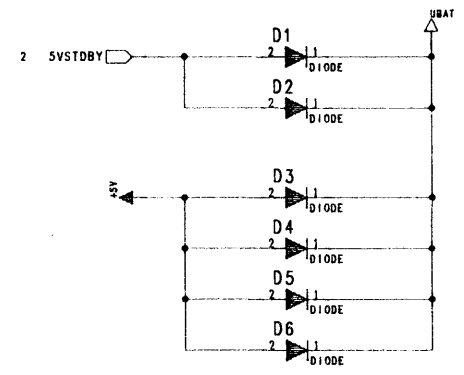 UBAT
D1
2 5VSTDBY 2 1
DIODE
D2
2 1
DIODE
+5V
D3
2 1
DIODE
D4
2 1
DIODE
D5
2 1
DIODE
D6
2 1
DIODE